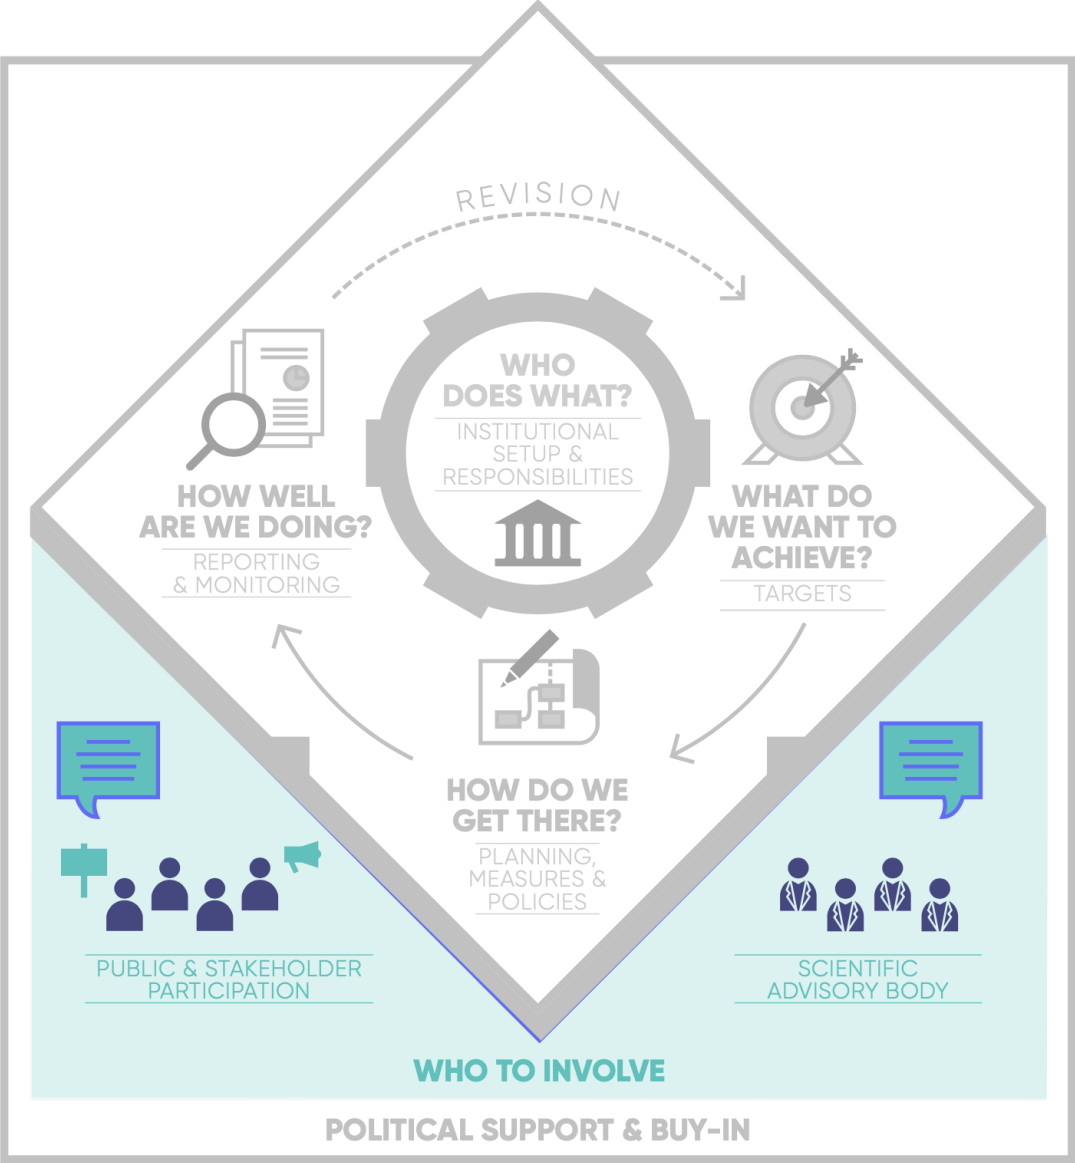 REVISION
WHO
DOES WHAT?
INSTITUTIONAL
SETUP &
RESPONSIBILITIES
HOW WELL
ARE WE DOING?
REPORTING
& MONITORING
WHAT DO
WE WANT TO
ACHIEVE?
TARGETS
HOW DO WE
GET THERE?
PLANNING,
MEASURES &
POLICIES
PUBLIC & STAKEHOLDER
PARTICIPATION
SCIENTIFIC
ADVISORY BODY
WHO TO INVOLVE
POLITICAL SUPPORT & BUY-IN